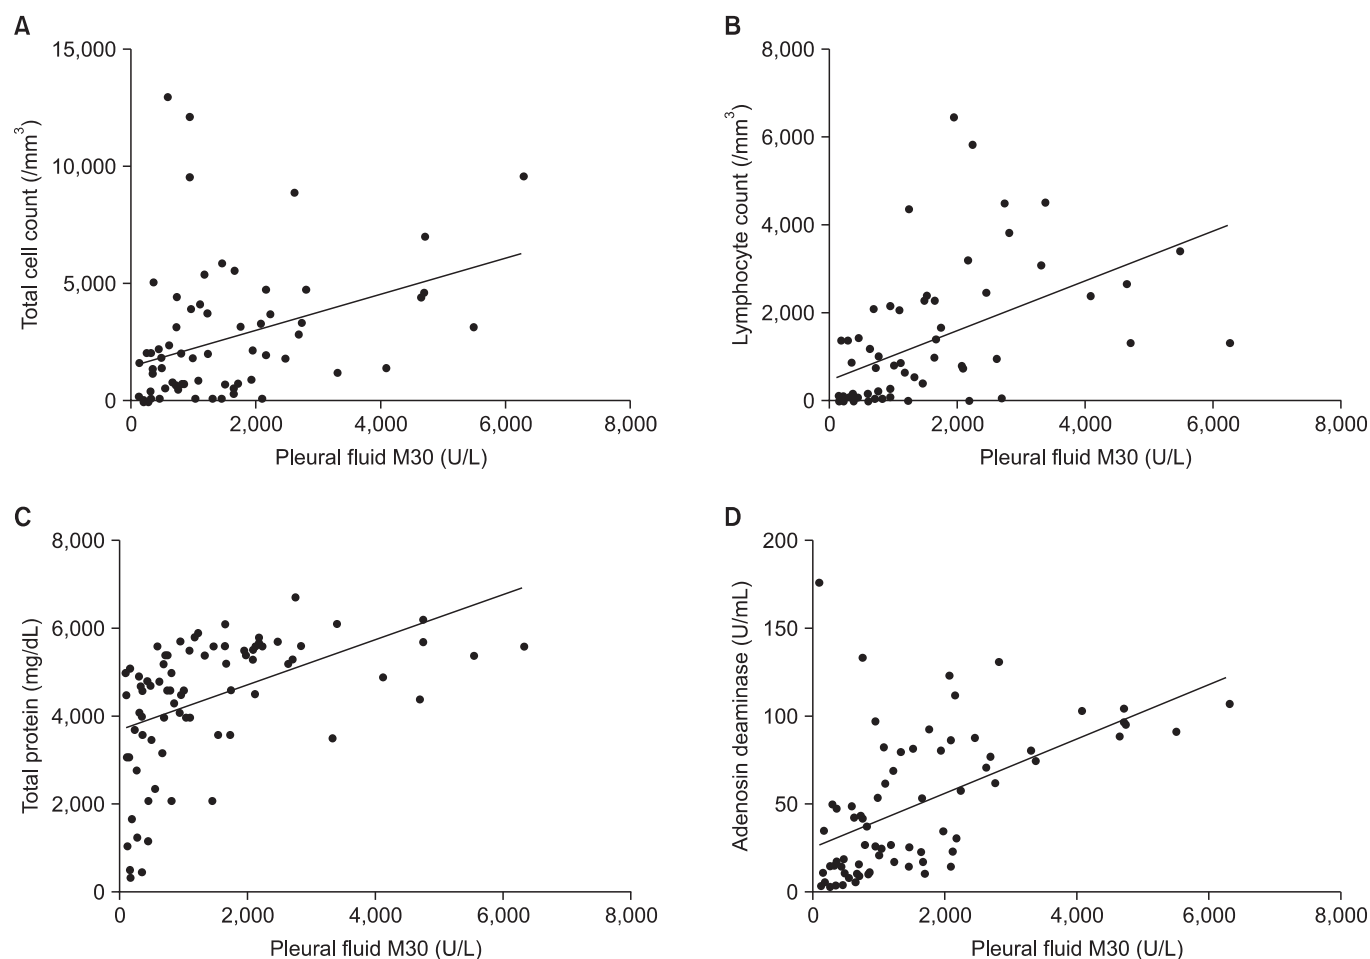 A
15,000
10,000
5,000
0
Total cell count (/mm³)
0 2,000 4,000 6,000 8,000
Pleural fluid M30 (U/L)
B
8,000
6,000
4,000
2,000
0
Lymphocyte count (/mm³)
0 2,000 4,000 6,000 8,000
Pleural fluid M30 (U/L)
C
8,000
6,000
4,000
2,000
0
Total protein (mg/dL)
0 2,000 4,000 6,000 8,000
Pleural fluid M30 (U/L)
D
200
150
100
50
0
Adenosin deaminase (U/mL)
0 2,000 4,000 6,000 8,000
Pleural fluid M30 (U/L)